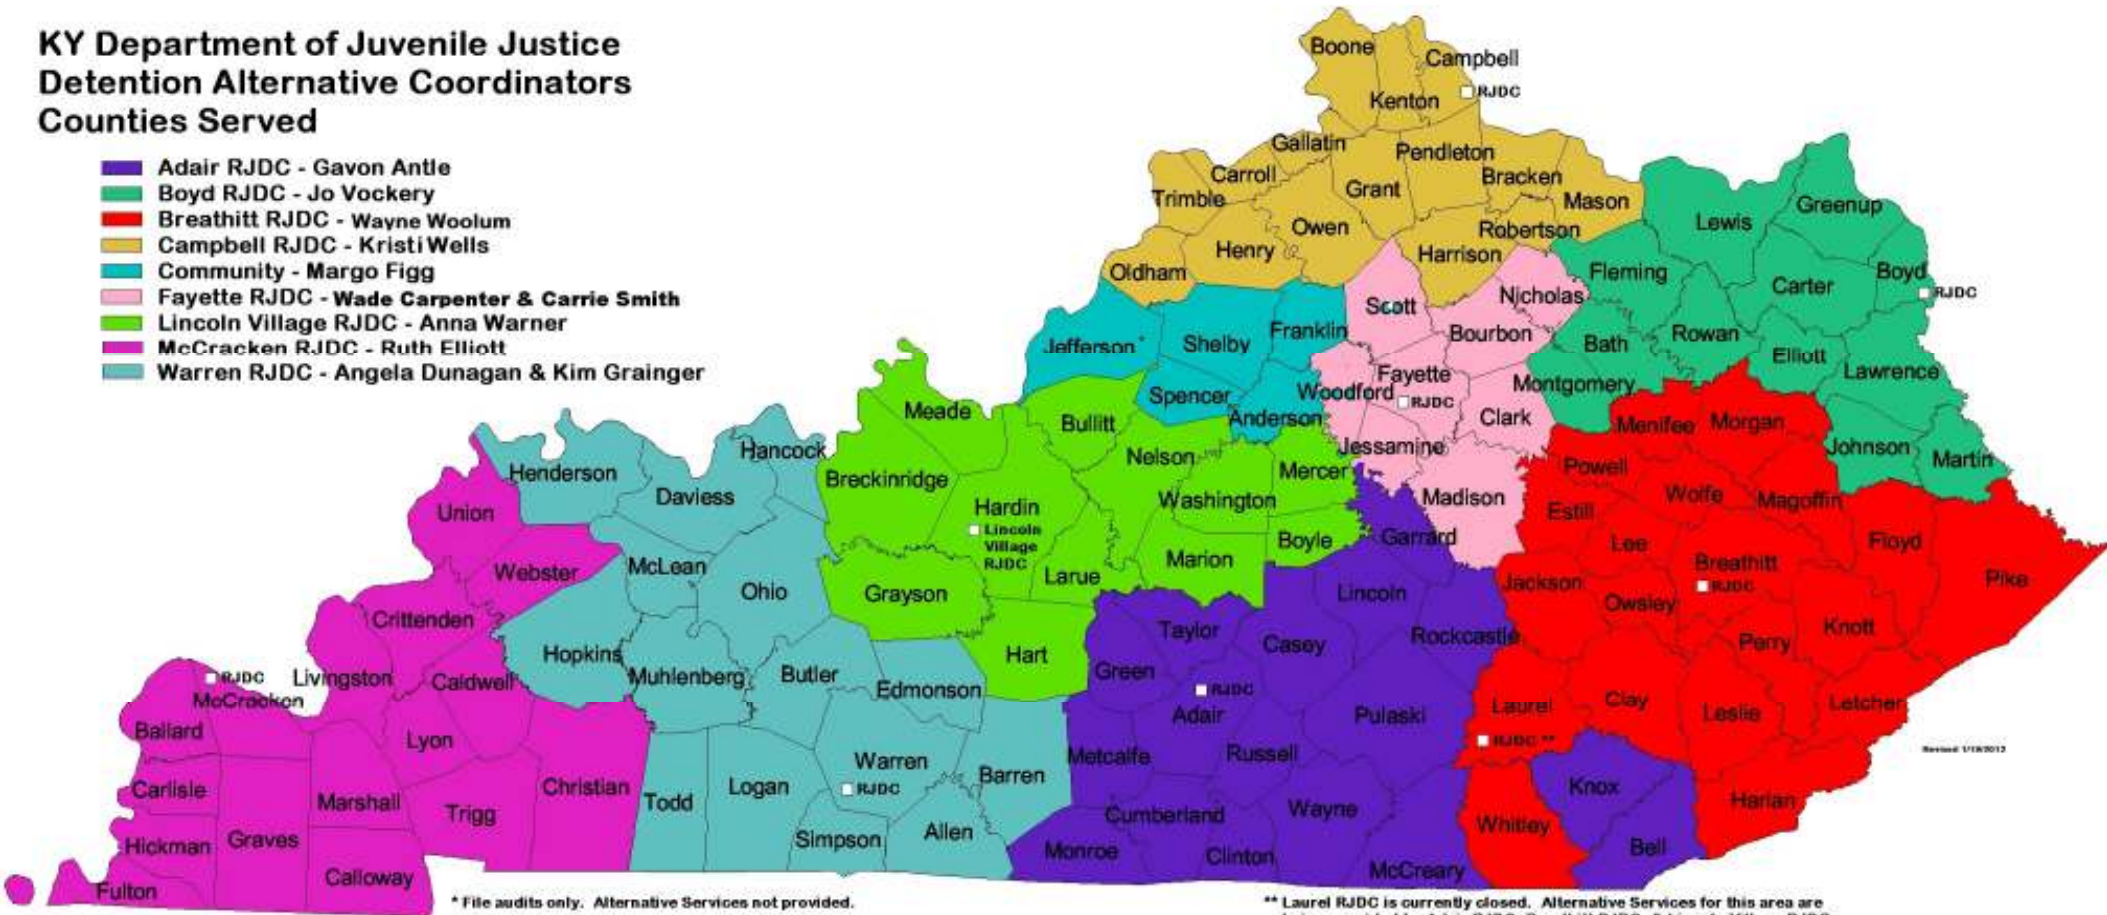 KY Department of Juvenile Justice
Detention Alternative Coordinators
Counties Served
Adair RJDC - Gavon Antle
Boyd RJDC - Jo Vockery
Breathitt RJDC - Wayne Woolum
Campbell RJDC - Kristi Wells
Community - Margo Figg
Fayette RJDC - Wade Carpenter & Carrie Smith
Lincoln Village RJDC - Anna Warner
McCracken RJDC - Ruth Elliott
Warren RJDC - Angela Dunagan & Kim Grainger
Boone
Campbell
RJDC
Kenton
Gallatin
Pendleton
Carroll
Bracken
Grant
Trimble
Mason
Owen
Robertson
Henry
Harrison
Oldham
Lewis
Greenup
Fleming
Carter
Boyd
RJDC
Nicholas
Scott
Bourbon
Rowan
Bath
Elliott
Lawrence
Jefferson*
Shelby
Franklin
Spencer
Anderson
Woodford
Fayette
RJDC
Montgomery
Clark
Jessamine
Madison
Menifee
Morgan
Johnson
Martin
Meade
Bullitt
Nelson
Mercer
Washington
Breckinridge
Hardin
Lincoln
Village
RJDC
Boyle
Marion
Larue
Grayson
Hart
Hancock
Henderson
Daviess
Union
Webster
McLean
Ohio
Crittenden
Hopkins
Muhlenberg
Butler
Edmonson
RJDC
McCracken
Livingston
Caldwell
Ballard
Lyon
Carlisle
Marshall
Trigg
Christian
Hickman
Graves
Calloway
Fulton
Todd
Logan
Warren
RJDC
Barren
Simpson
Allen
Powell
Wolfe
Magoffin
Estill
Lee
Breathitt
RJDC
Floyd
Pike
Jackson
Owsley
Perry
Knott
Garrard
Lincoln
Rockcastle
Taylor
Casey
Green
RJDC
Adair
Pulaski
Metcalfe
Russell
Laurel
RJDC **
Clay
Leslie
Letcher
Cumberland
Wayne
Monroe
Clinton
McCreary
Whitley
Knox
Bell
Harlan
Revised 1/19/2012
* File audits only. Alternative Services not provided.
** Laurel RJDC is currently closed. Alternative Services for this area are